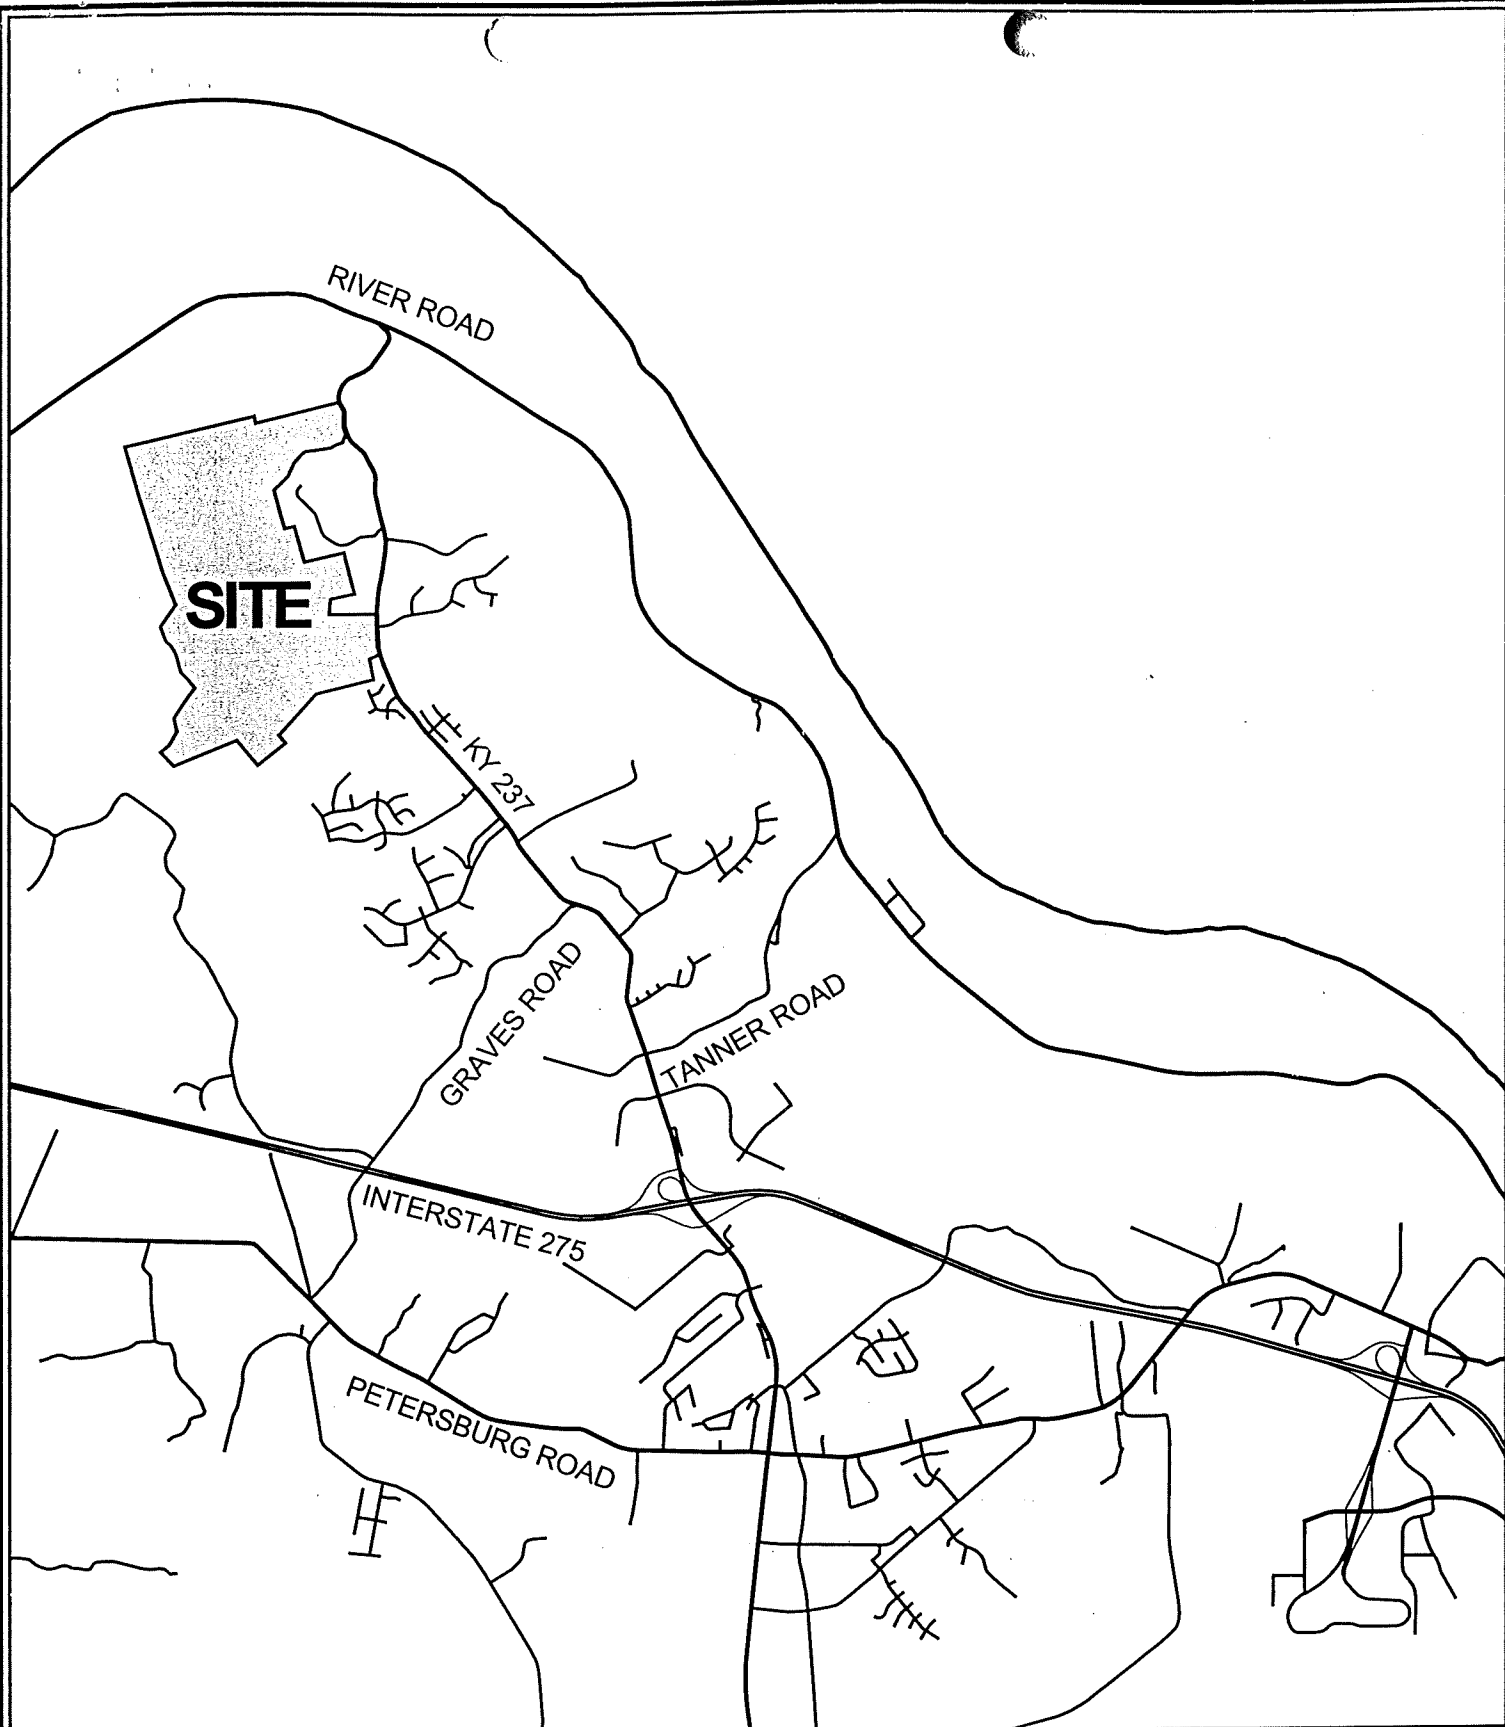 RIVER ROAD
SITE
KY 237
GRAVES ROAD
TANNER ROAD
INTERSTATE 275
PETERSBURG ROAD